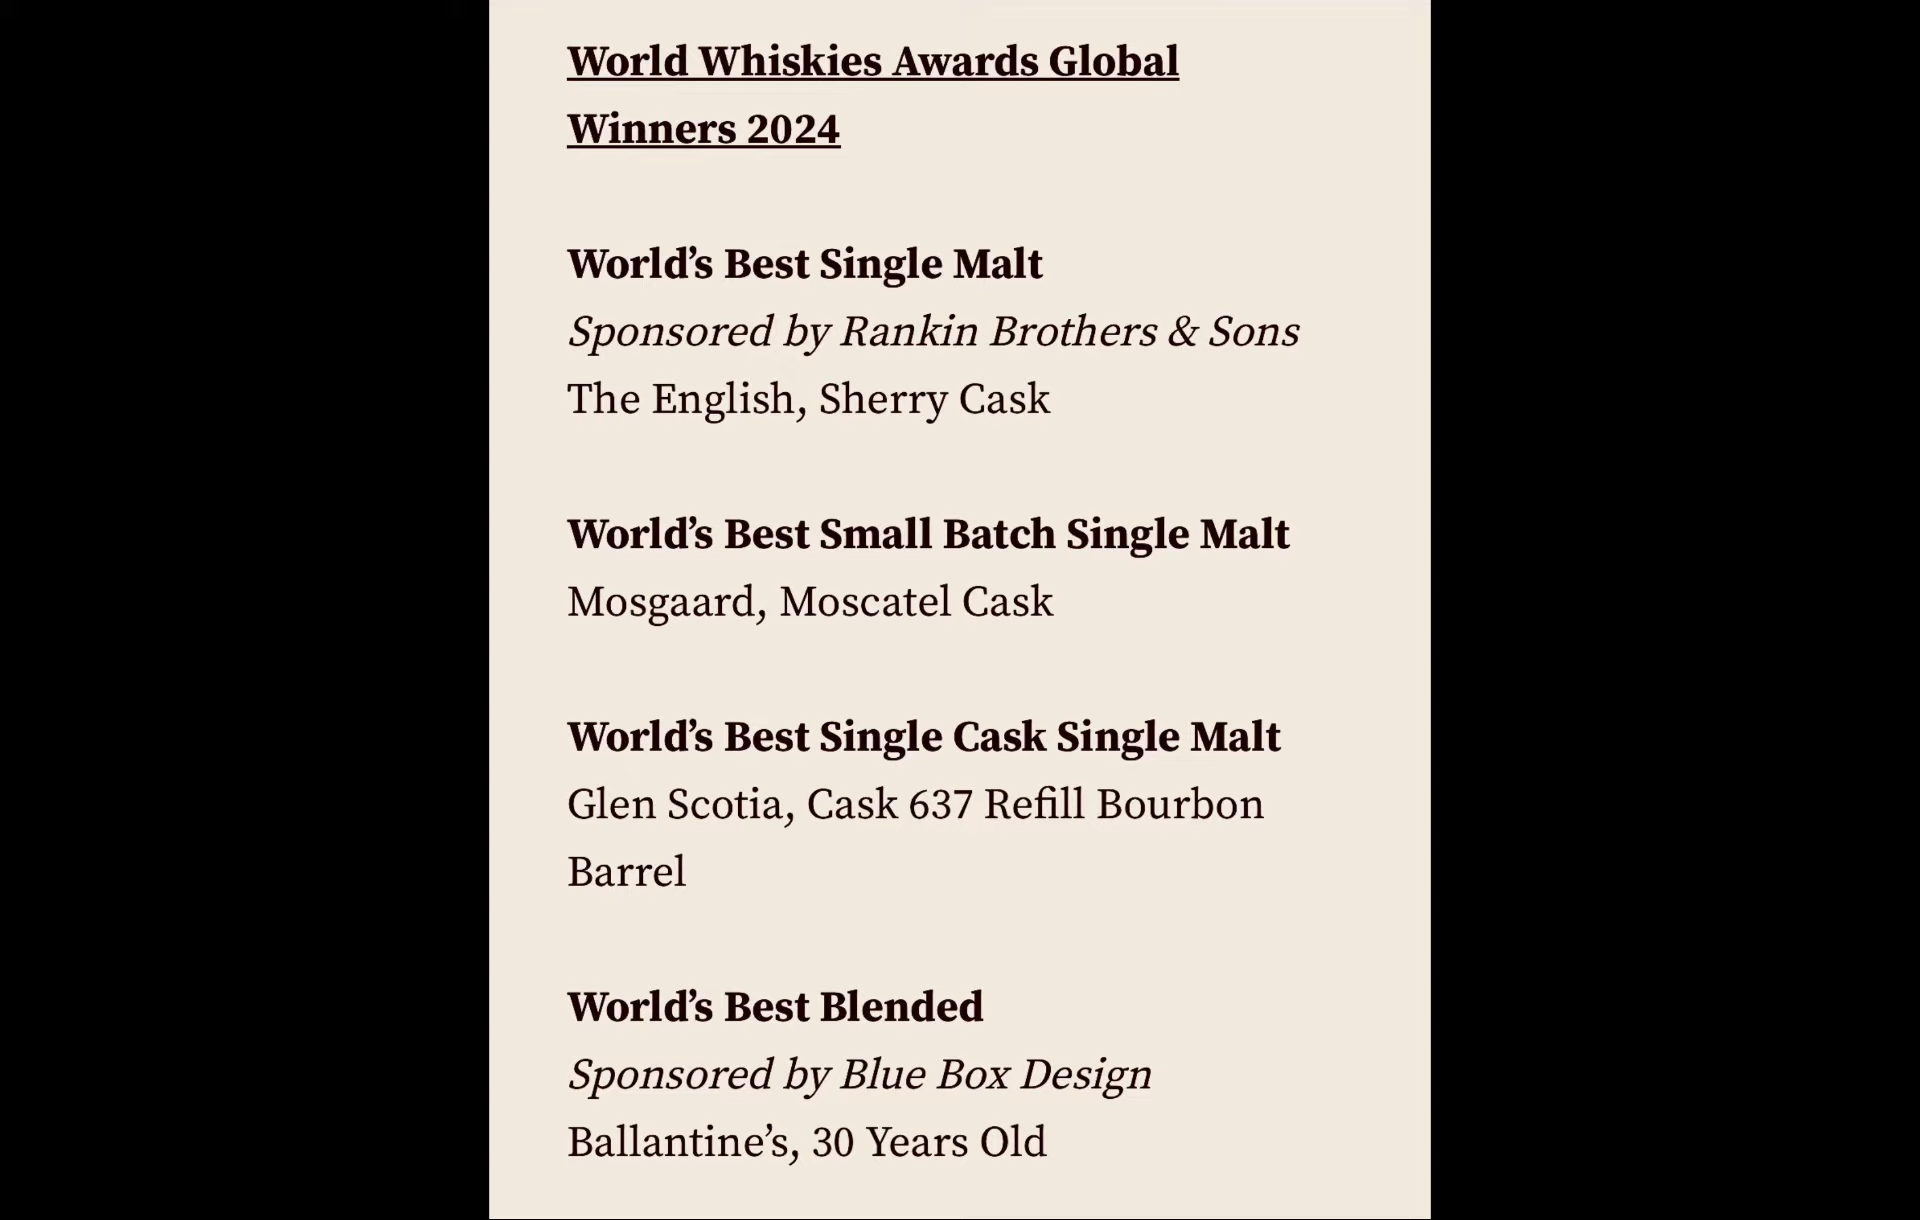 World Whiskies Awards Global
Winners 2024
World’s Best Single Malt
Sponsored by Rankin Brothers & Sons
The English, Sherry Cask
World’s Best Small Batch Single Malt
Mosgaard, Moscatel Cask
World’s Best Single Cask Single Malt
Glen Scotia, Cask 637 Refill Bourbon
Barrel
World’s Best Blended
Sponsored by Blue Box Design
Ballantine’s, 30 Years Old